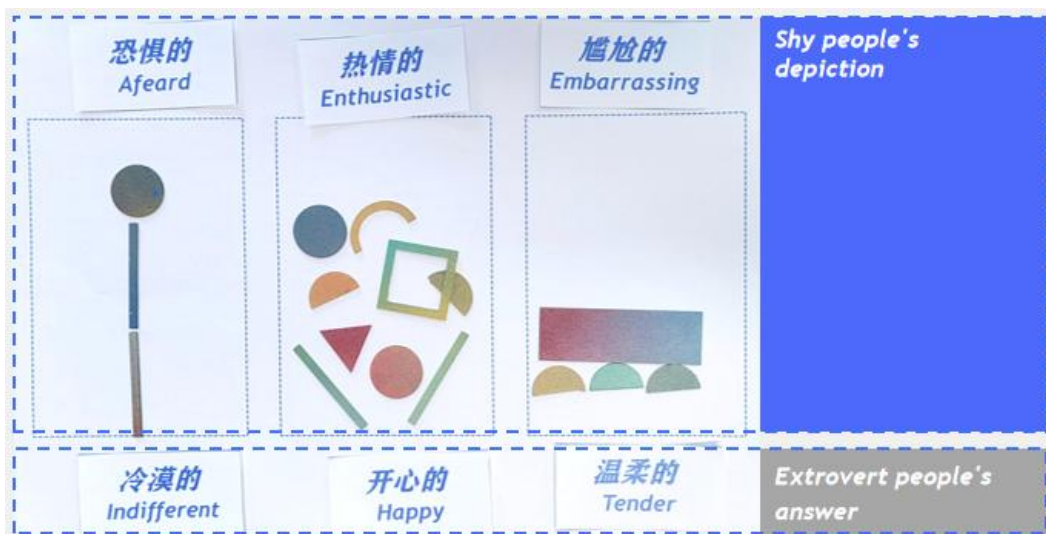 恐惧的
Afeard
热情的
Enthusiastic
尴尬的
Embarrassing
Shy people's
depiction
冷漠的
Indifferent
开心的
Happy
温柔的
Tender
Extrovert people's
answer